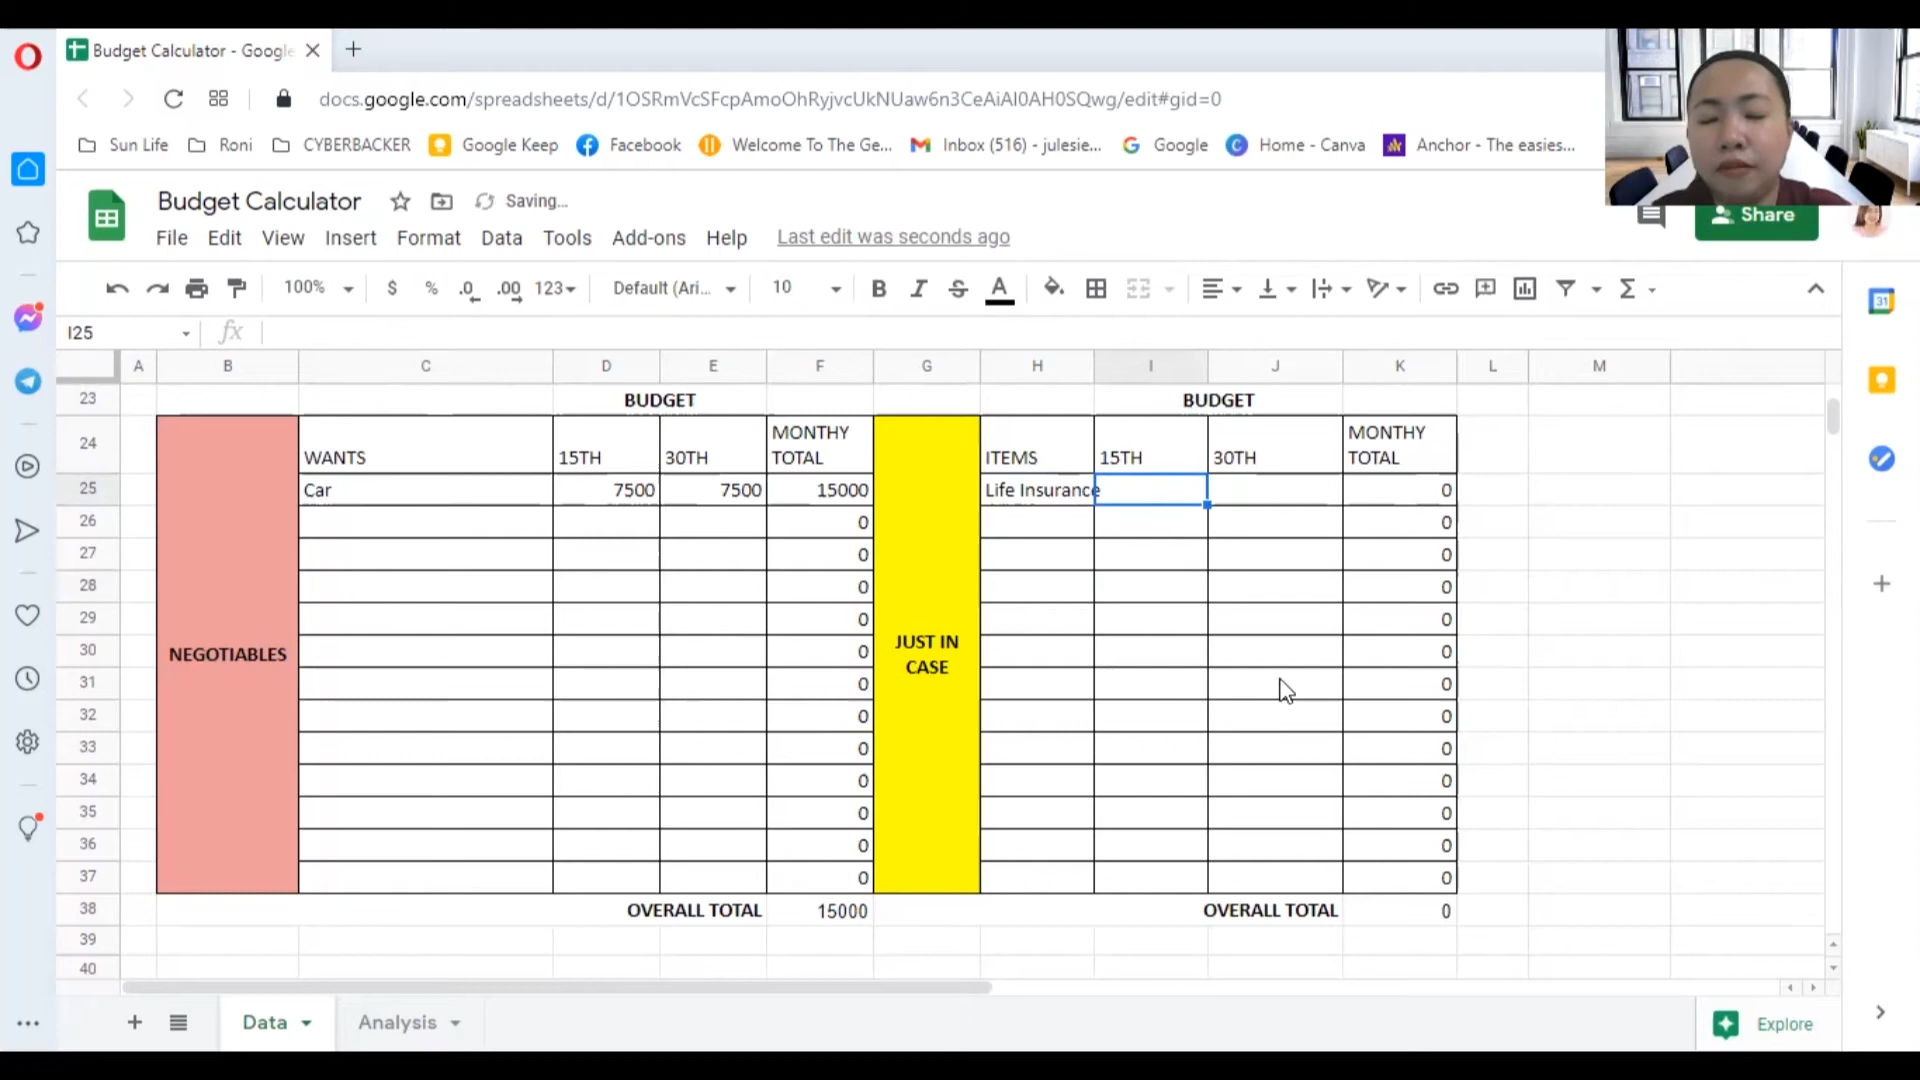 Budget Calculator - Google
docs.google.com/spreadsheets/d/1OSRmVcSFcpAmoOhRyjvcUkNUaw6n3CeAiAI0AH0SQwg/edit#gid=0
Sun Life Roni CYBERBACKER Google Keep Facebook Welcome To The Ge... Inbox (516) - julesie... Google Home - Canva Anchor - The easies...
Budget Calculator Saving...
Share
File Edit View Insert Format Data Tools Add-ons Help Last edit was seconds ago
100% $ % .0 .00 123 Default (Ari... 10 B I S A Σ
31
I25 fx
A B C D E F G H I J K L M
23 BUDGET BUDGET
24 WANTS 15TH 30TH MONTHY TOTAL ITEMS 15TH 30TH MONTHY TOTAL
25 Car 7500 7500 15000 Life Insurance 0
26 0 0
27 0 0
28 0 0
29 0 0
30 0 0
NEGOTIABLES JUST IN CASE
31 0 0
32 0 0
33 0 0
34 0 0
35 0 0
36 0 0
37 0 0
38 OVERALL TOTAL 15000 OVERALL TOTAL 0
39
40
Data Analysis Explore